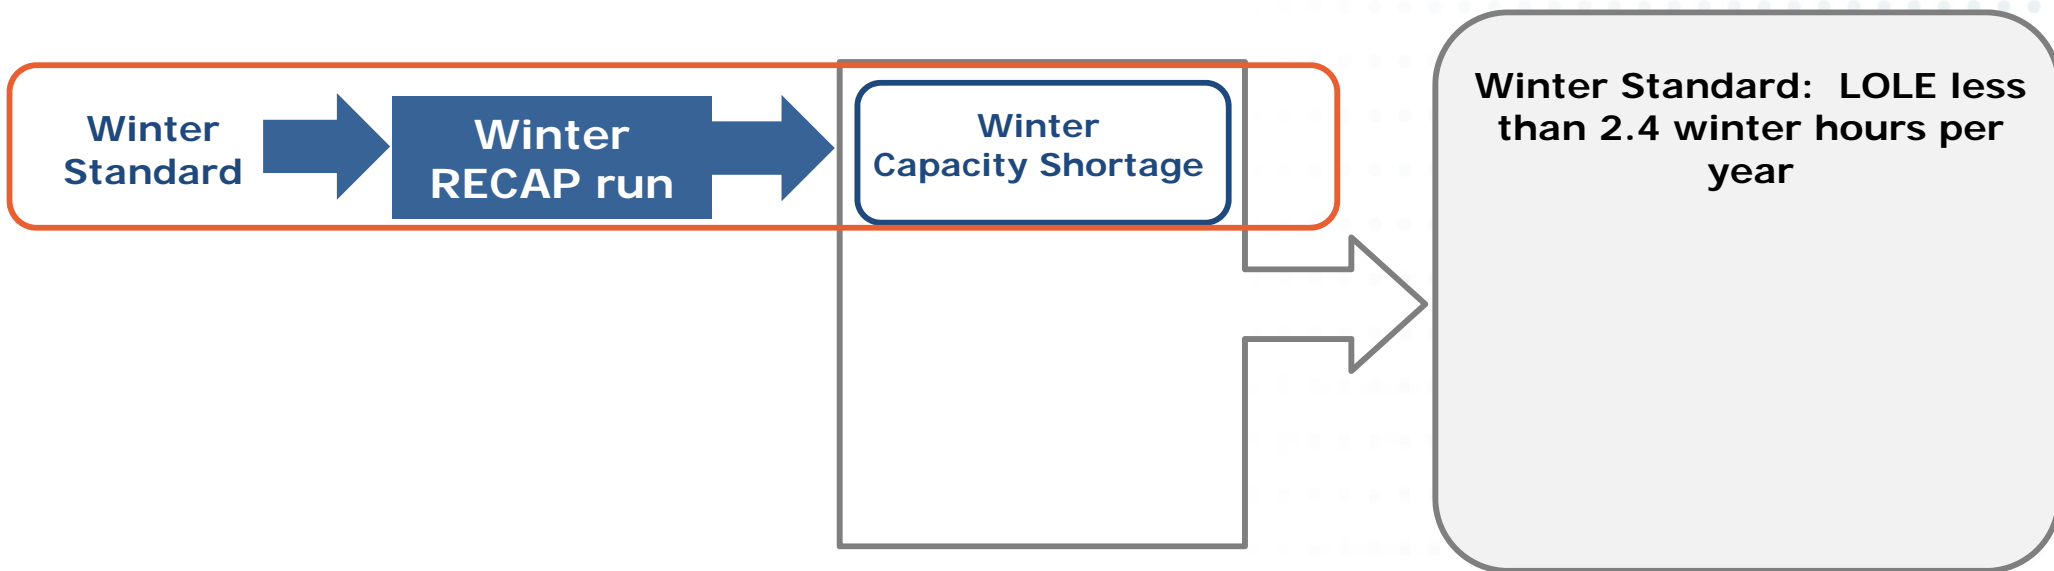 Winter
Standard
Winter
RECAP run
Winter
Capacity Shortage
Winter Standard: LOLE less
than 2.4 winter hours per
year